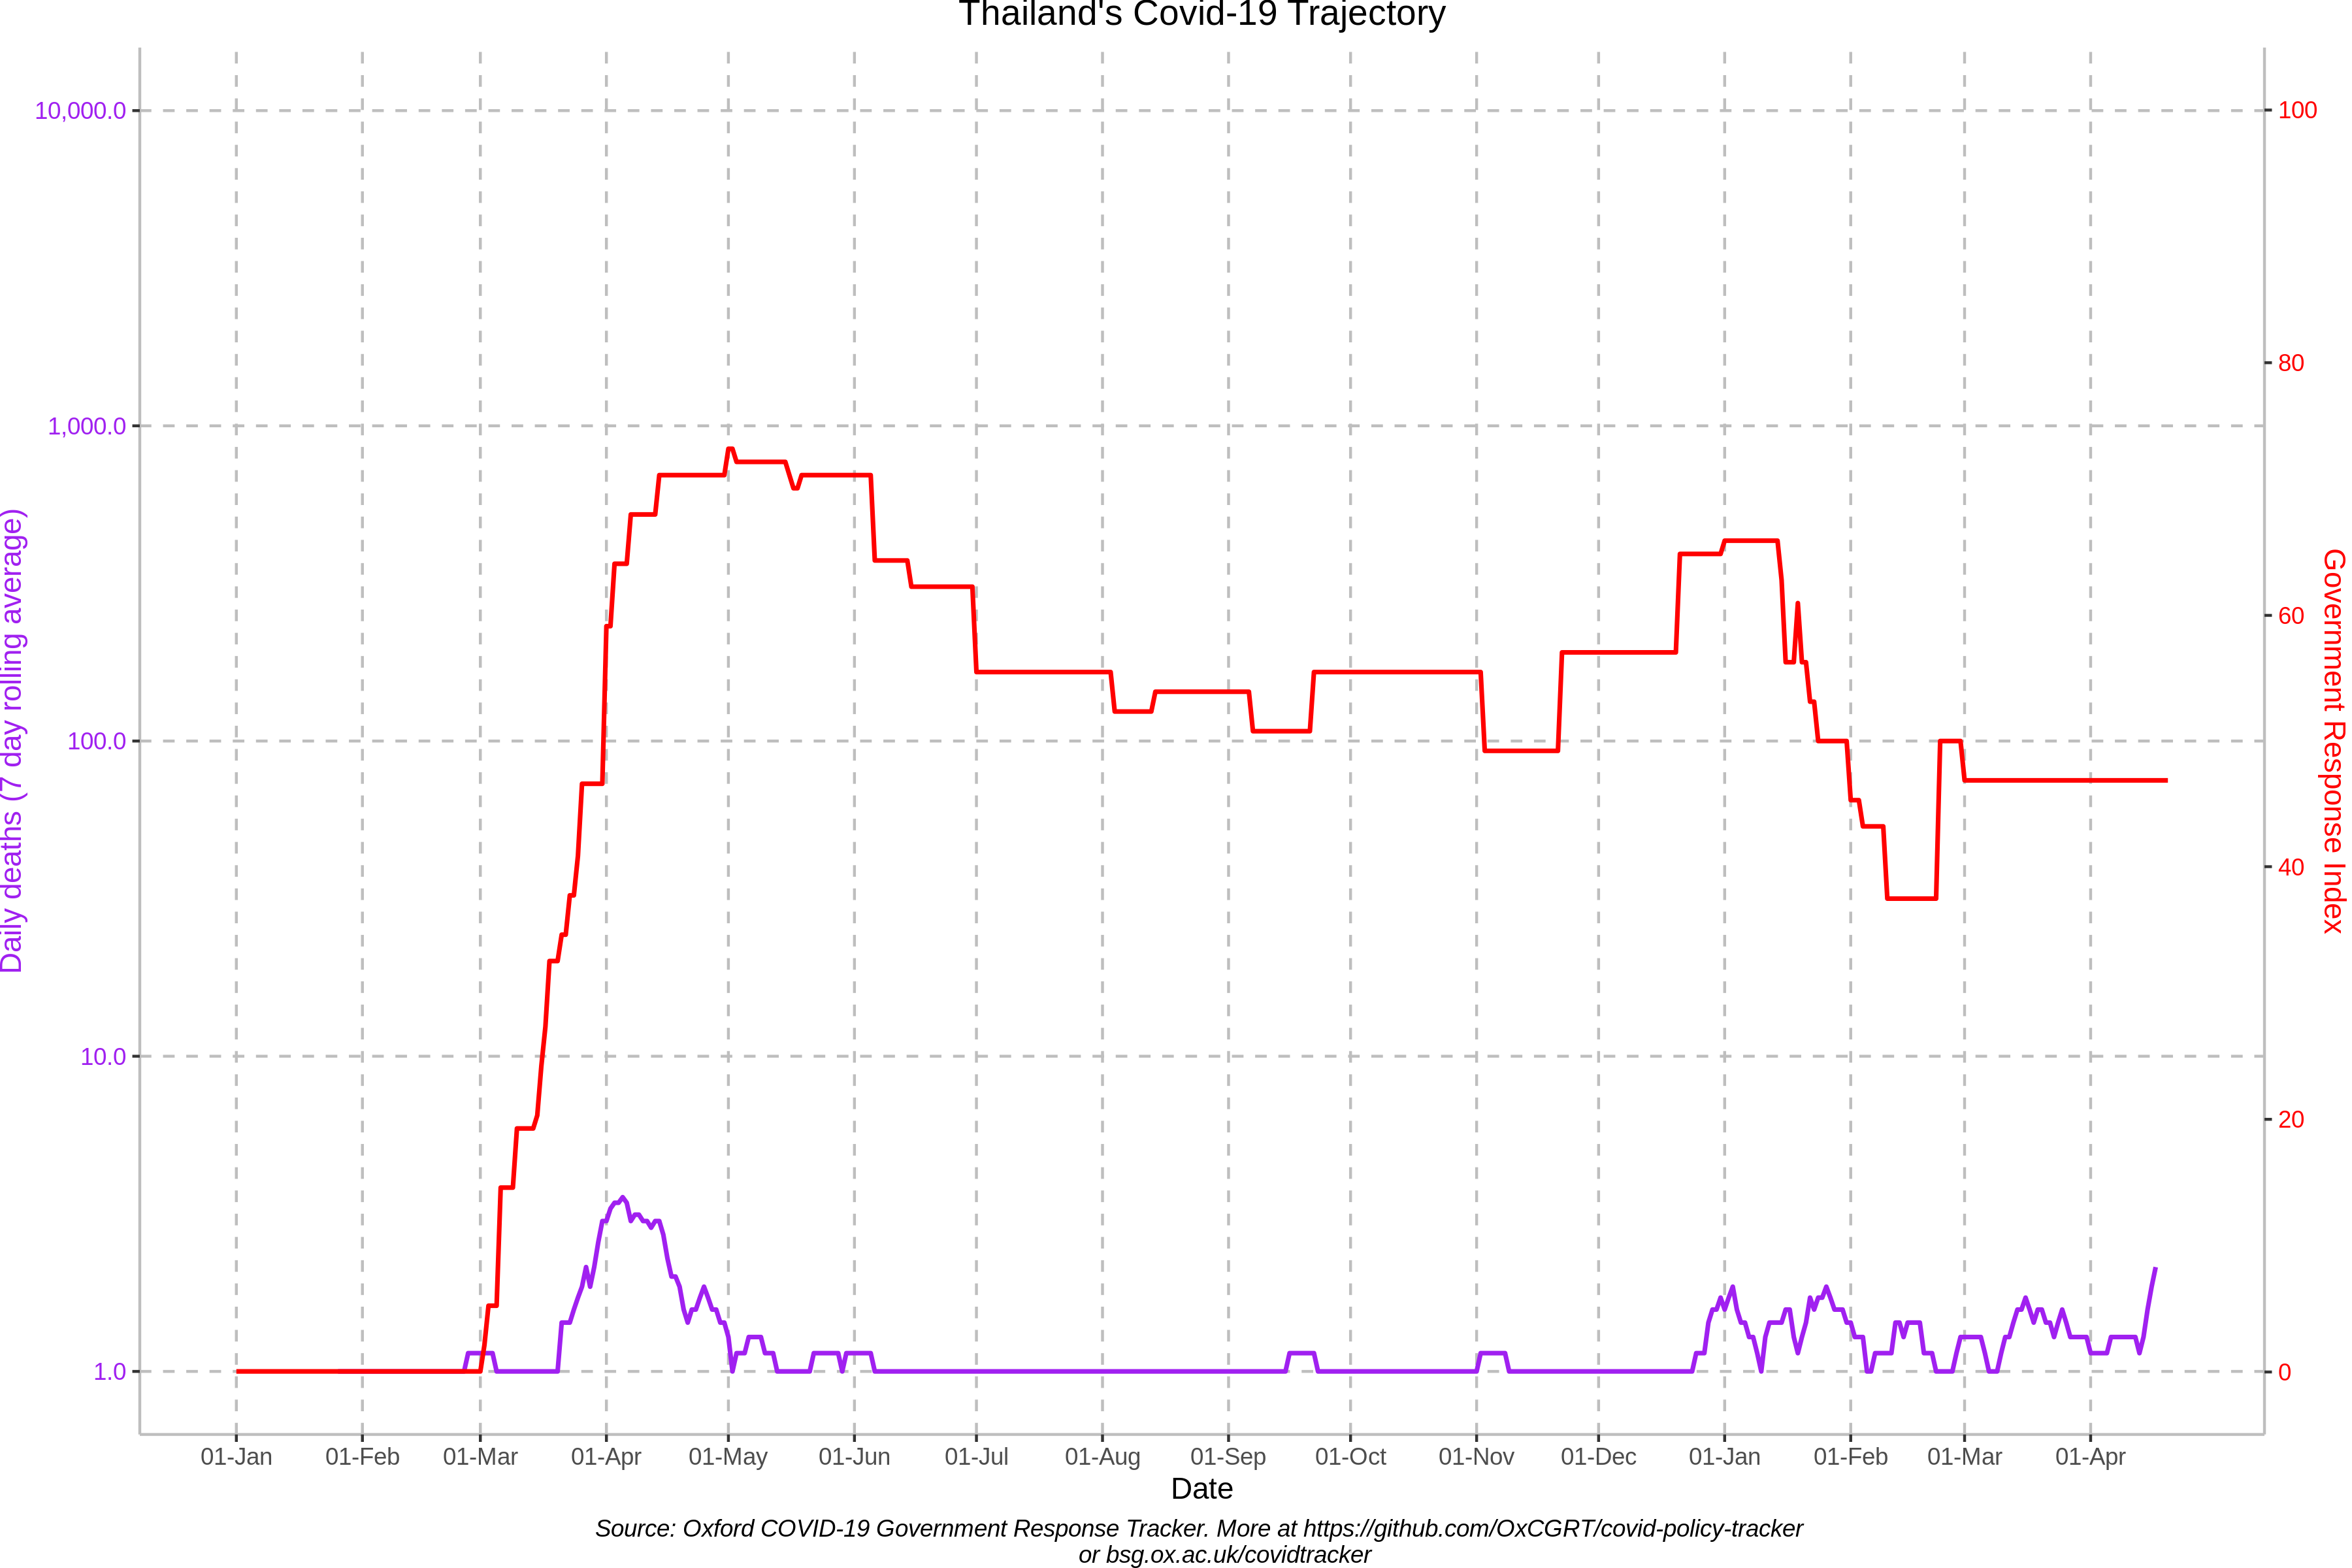 Thailand's Covid-19 Trajectory
10,000.0
1,000.0
100.0
10.0
1.0
Daily deaths (7 day rolling average)
100
80
60
40
20
0
Government Response Index
01-Jan 01-Feb 01-Mar 01-Apr 01-May 01-Jun 01-Jul 01-Aug 01-Sep 01-Oct 01-Nov 01-Dec 01-Jan 01-Feb 01-Mar 01-Apr
Date
Source: Oxford COVID-19 Government Response Tracker. More at https://github.com/OxCGRT/covid-policy-tracker
or bsg.ox.ac.uk/covidtracker